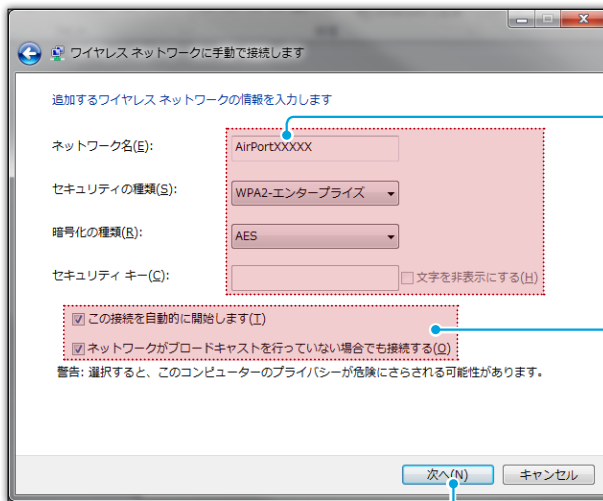 ワイヤレス ネットワークに手動で接続します
追加するワイヤレス ネットワークの情報を入力します
ネットワーク名(E): AirPortXXXXX
セキュリティの種類(S): WPA2-エンタープライズ
暗号化の種類(R): AES
セキュリティ キー(C): 文字を非表示にする(H)
この接続を自動的に開始します(T)
ネットワークがブロードキャストを行っていない場合でも接続する(O)
警告: 選択すると、このコンピューターのプライバシーが危険にさらされる可能性があります。
次へ(N) キャンセル